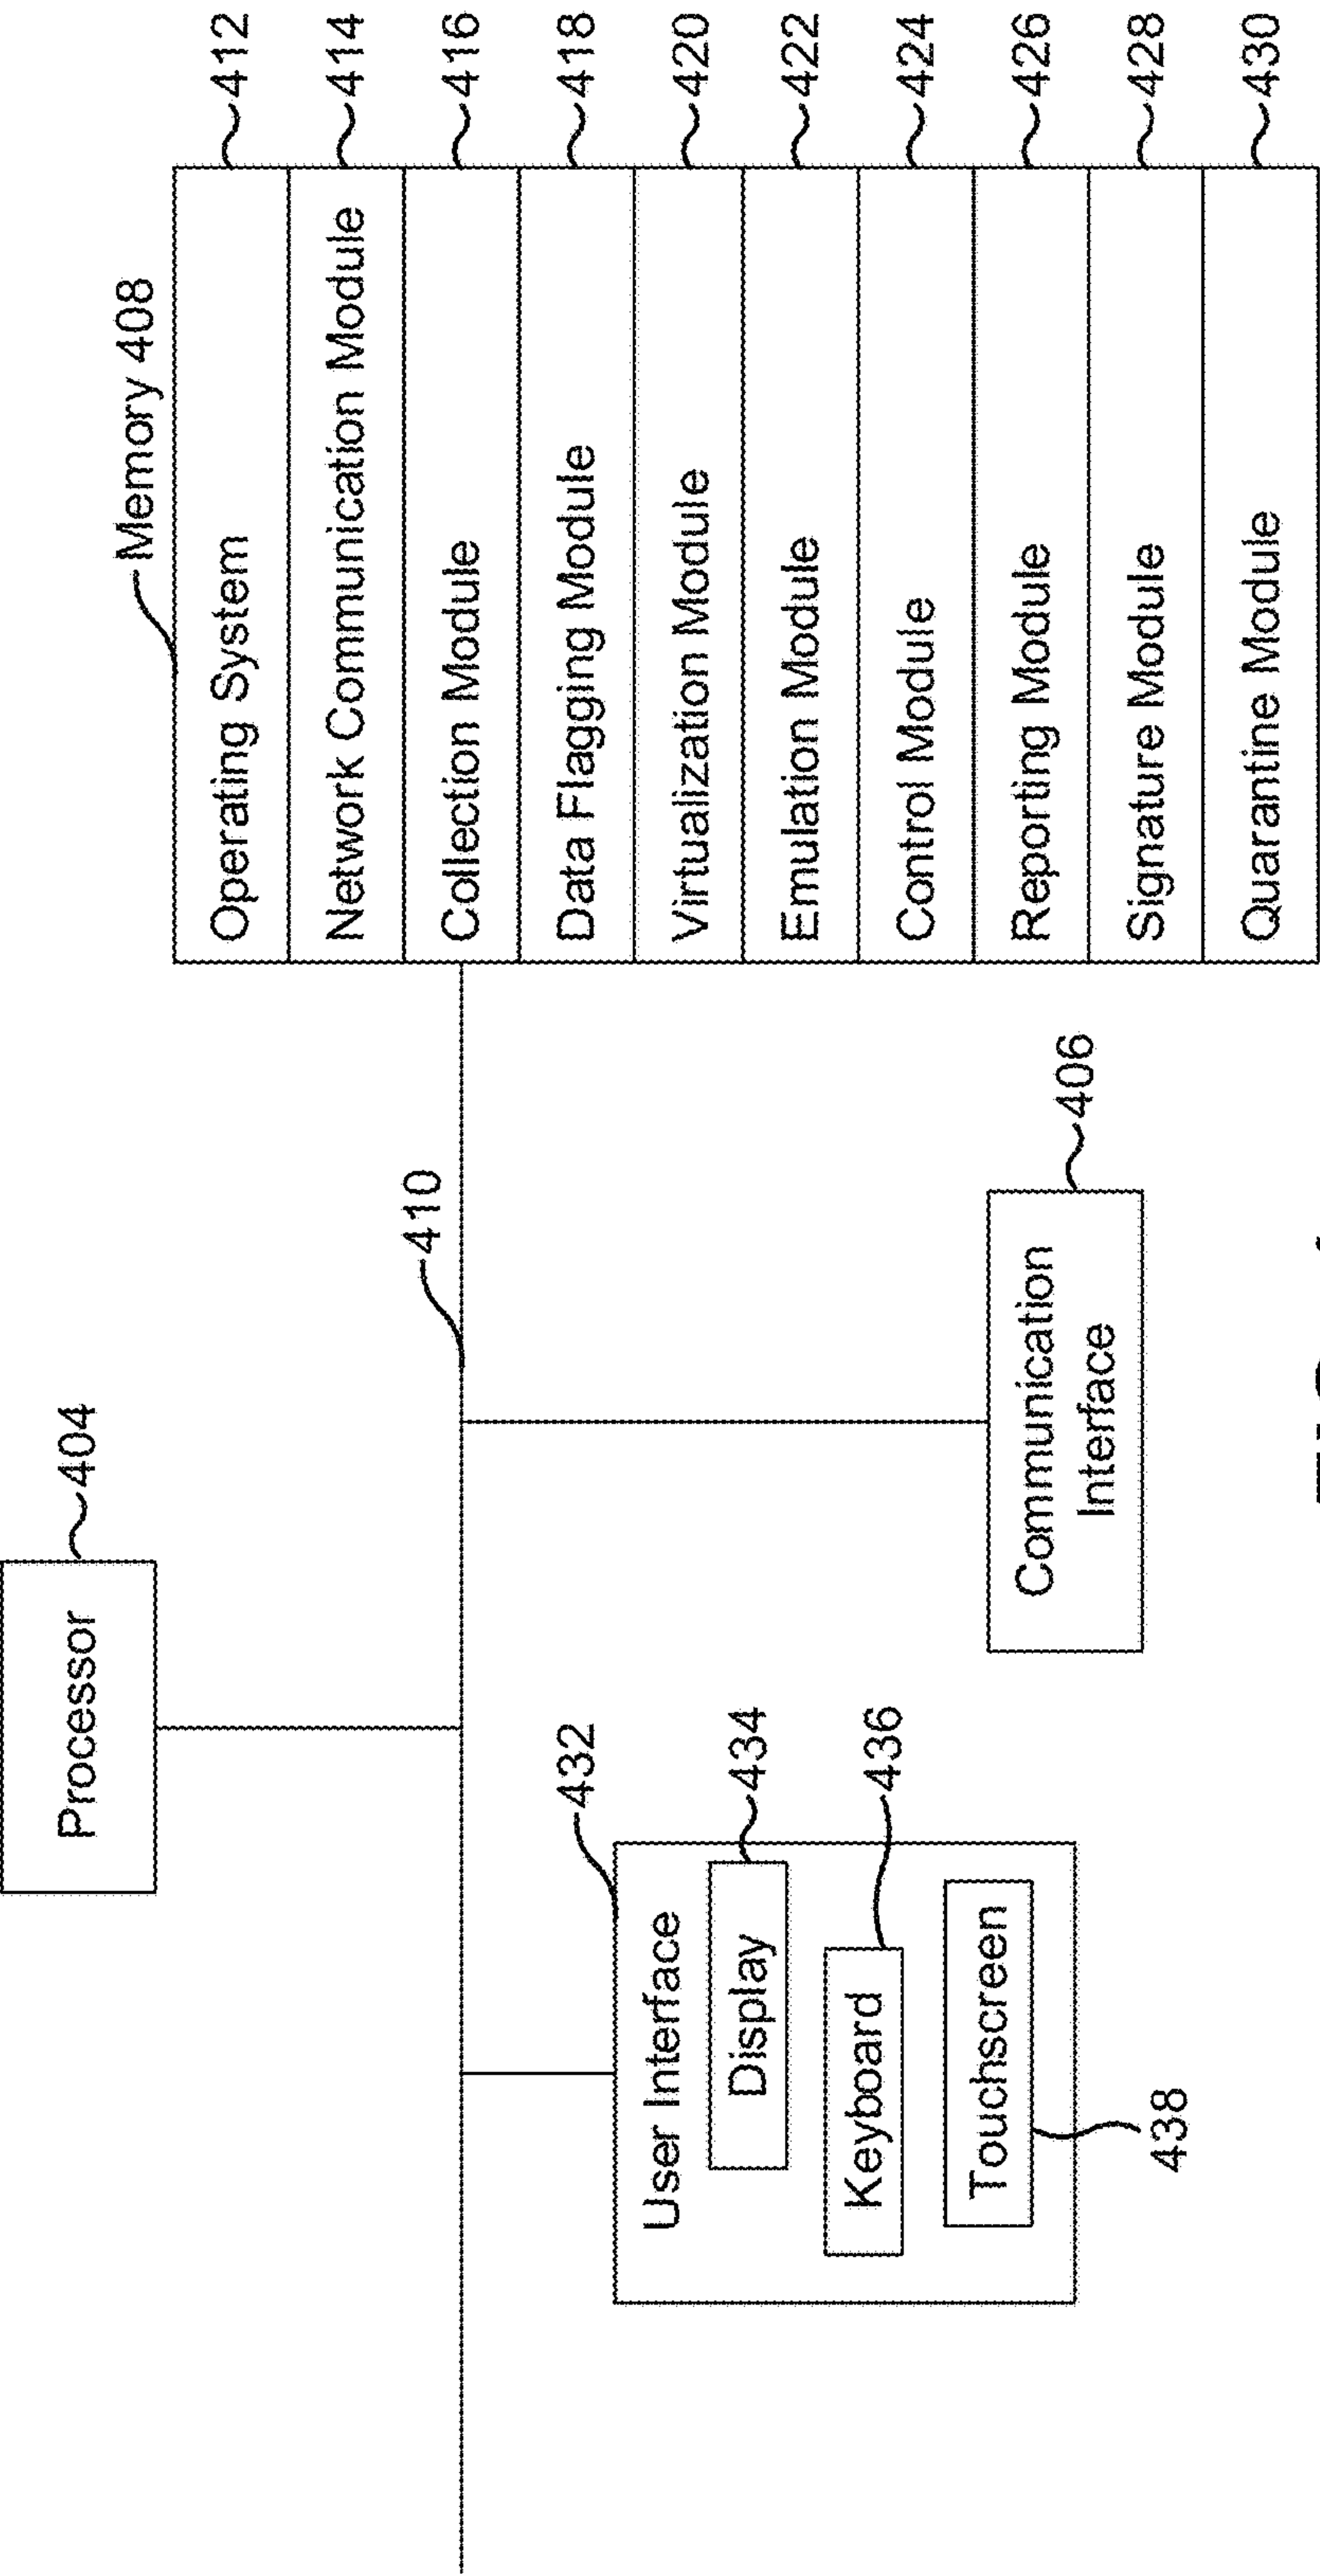 Processor
404
Memory 408
Operating System
412
Network Communication Module
414
Collection Module
416
Data Flagging Module
418
Virtualization Module
420
Emulation Module
422
Control Module
424
Reporting Module
426
Signature Module
428
Quarantine Module
430
410
User Interface
432
Display
434
Keyboard
436
Touchscreen
438
Communication
Interface
406